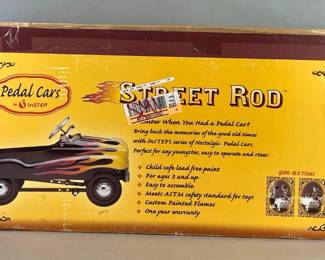 Pedal Cars
by InSTEP
STREET ROD
Remember When You Had a Pedal Car?
Bring back the memories of the good old times
with InSTEP's series of Nostalgic Pedal Cars.
Perfect for any youngster, easy to operate and steer.
• Child safe lead free paint
• For ages 3 and up
• Easy to assemble
• Meets ASTM safety standard for toys
• Custom Painted Flames
• One year warranty
GOOD OLD TIMES